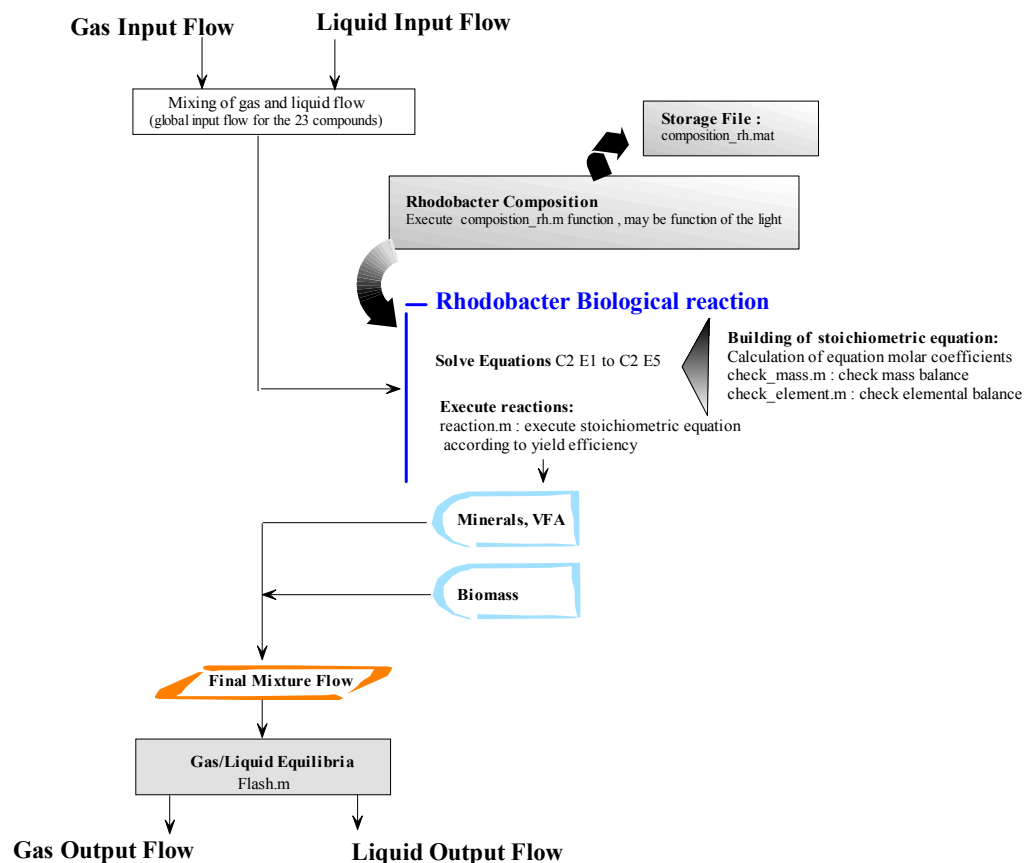 Gas Input Flow
Liquid Input Flow
Mixing of gas and liquid flow
(global input flow for the 23 compounds)
Storage File :
composition_rh.mat
Rhodobacter Composition
Execute compoistion_rh.m function , may be function of the light
Rhodobacter Biological reaction
Building of stoichiometric equation:
Calculation of equation molar coefficients
check_mass.m : check mass balance
check_element.m : check elemental balance
Solve Equations C2 E1 to C2 E5
Execute reactions:
reaction.m : execute stoichiometric equation
according to yield efficiency
Minerals, VFA
Biomass
Final Mixture Flow
Gas/Liquid Equilibria
Flash.m
Gas Output Flow
Liquid Output Flow